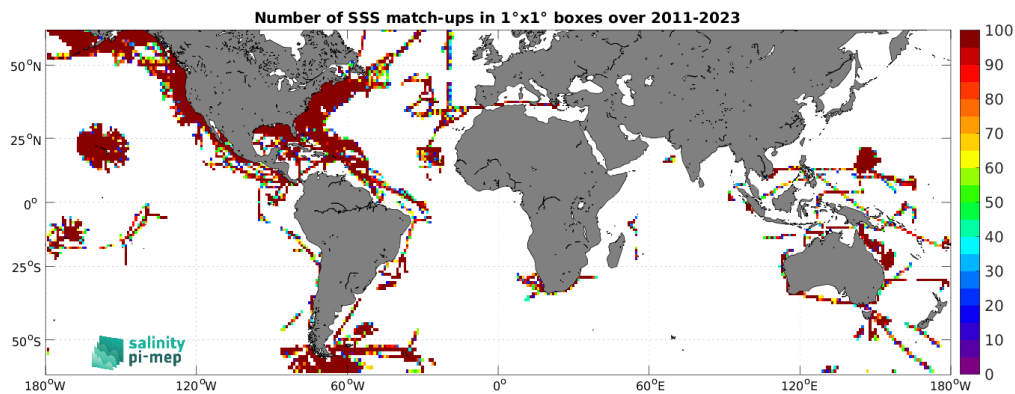 Number of SSS match-ups in 1°x1° boxes over 2011-2023
50°N
25°N
0°
25°S
50°S
180°W
120°W
60°W
0°
60°E
120°E
180°W
100
90
80
70
60
50
40
30
20
10
0
salinity
pi-mep